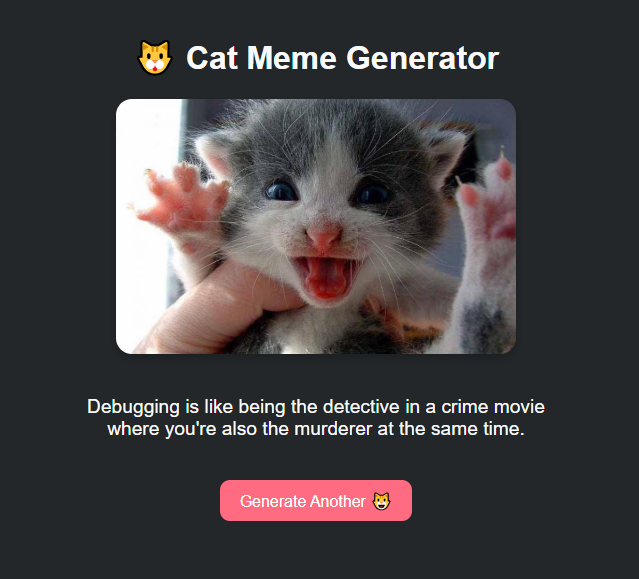 🐱 Cat Meme Generator
Debugging is like being the detective in a crime movie
where you're also the murderer at the same time.
Generate Another 😺